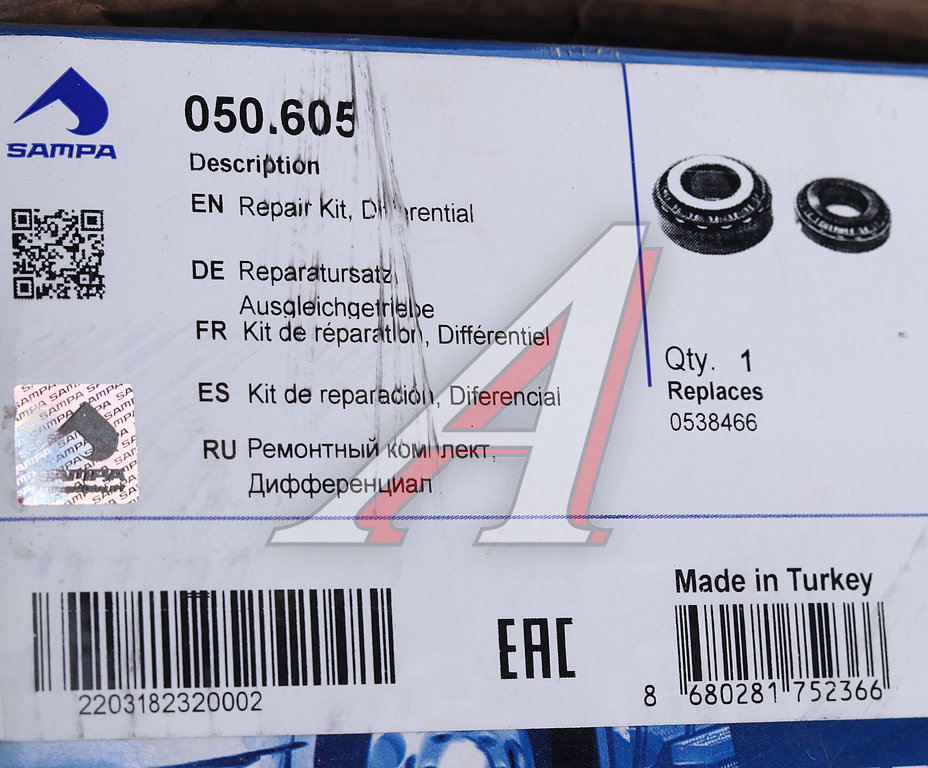 SAMPA
050.605
Description
EN Repair Kit, Differential
DE Reparatursatz,
Ausgleichgetriebe
FR Kit de réparation, Différentiel
ES Kit de reparación, Diferencial
RU Ремонтный комплект,
Дифференциал
Qty. 1
Replaces
0538466
SAMPA
2203182320002
EAC
Made in Turkey
8 680281 752366